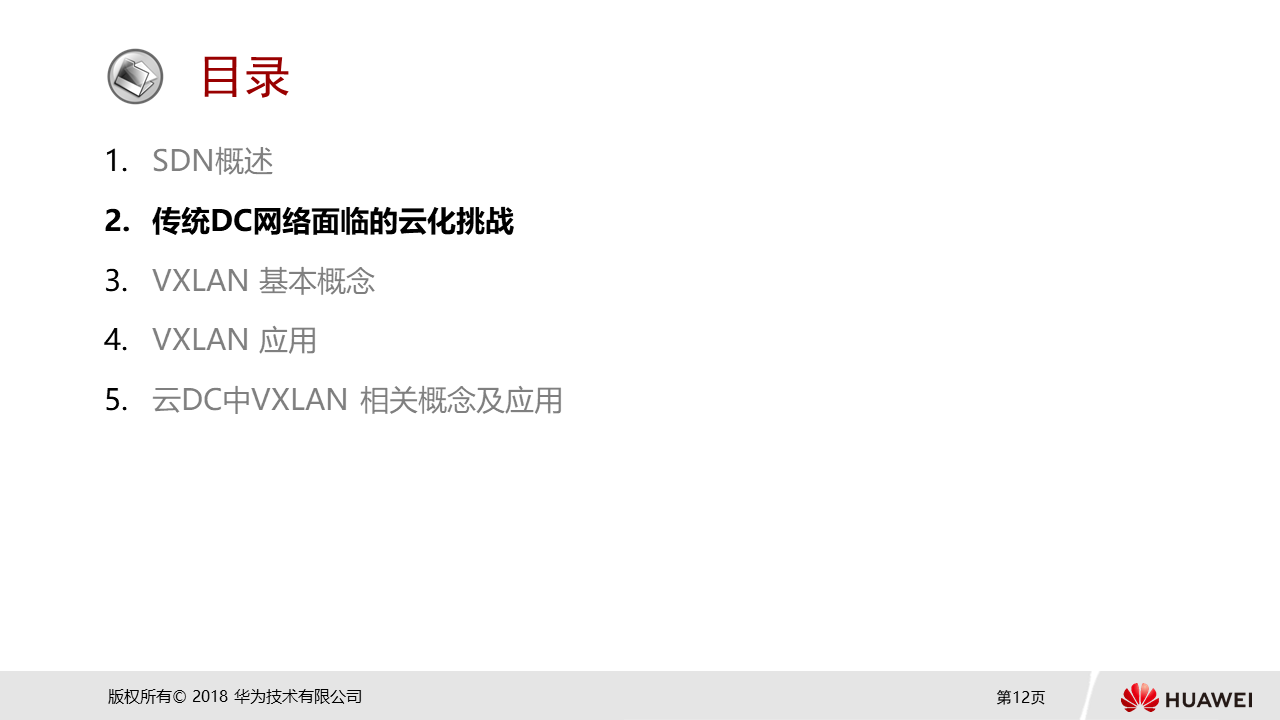 目录
1. SDN概述
2. 传统DC网络面临的云化挑战
3. VXLAN 基本概念
4. VXLAN 应用
5. 云DC中VXLAN 相关概念及应用
版权所有© 2018 华为技术有限公司
第12页
HUAWEI